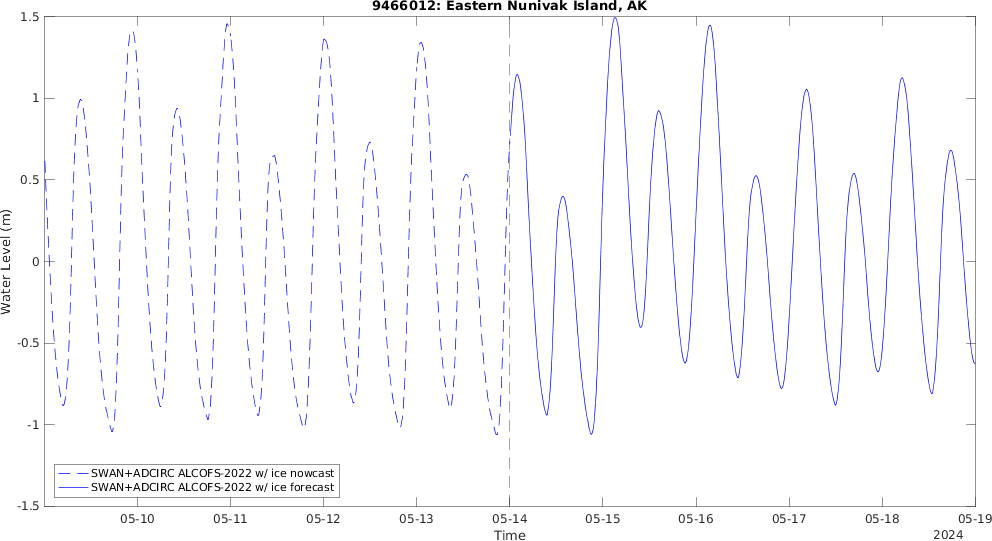 9466012: Eastern Nunivak Island, AK
1.5
1
0.5
0
-0.5
-1
-1.5
Water Level (m)
SWAN+ADCIRC ALCOFS-2022 w/ ice nowcast
SWAN+ADCIRC ALCOFS-2022 w/ ice forecast
05-10 05-11 05-12 05-13 05-14 05-15 05-16 05-17 05-18 05-19
Time
2024